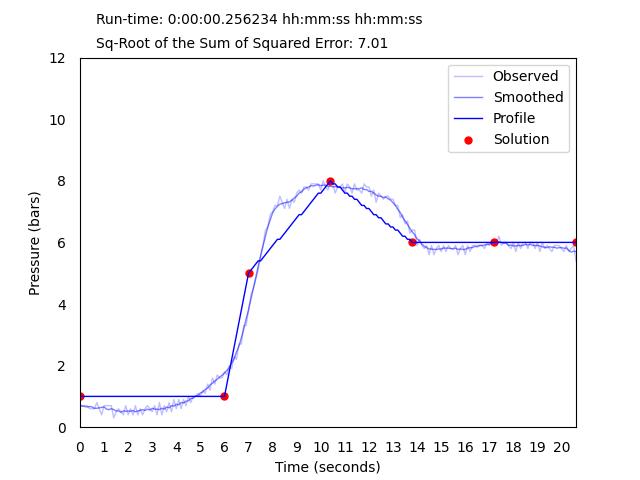 Run-time: 0:00:00.256234 hh:mm:ss hh:mm:ss
Sq-Root of the Sum of Squared Error: 7.01
12
10
8
6
4
2
0
Pressure (bars)
Observed
Smoothed
Profile
Solution
0 1 2 3 4 5 6 7 8 9 10 11 12 13 14 15 16 17 18 19 20
Time (seconds)